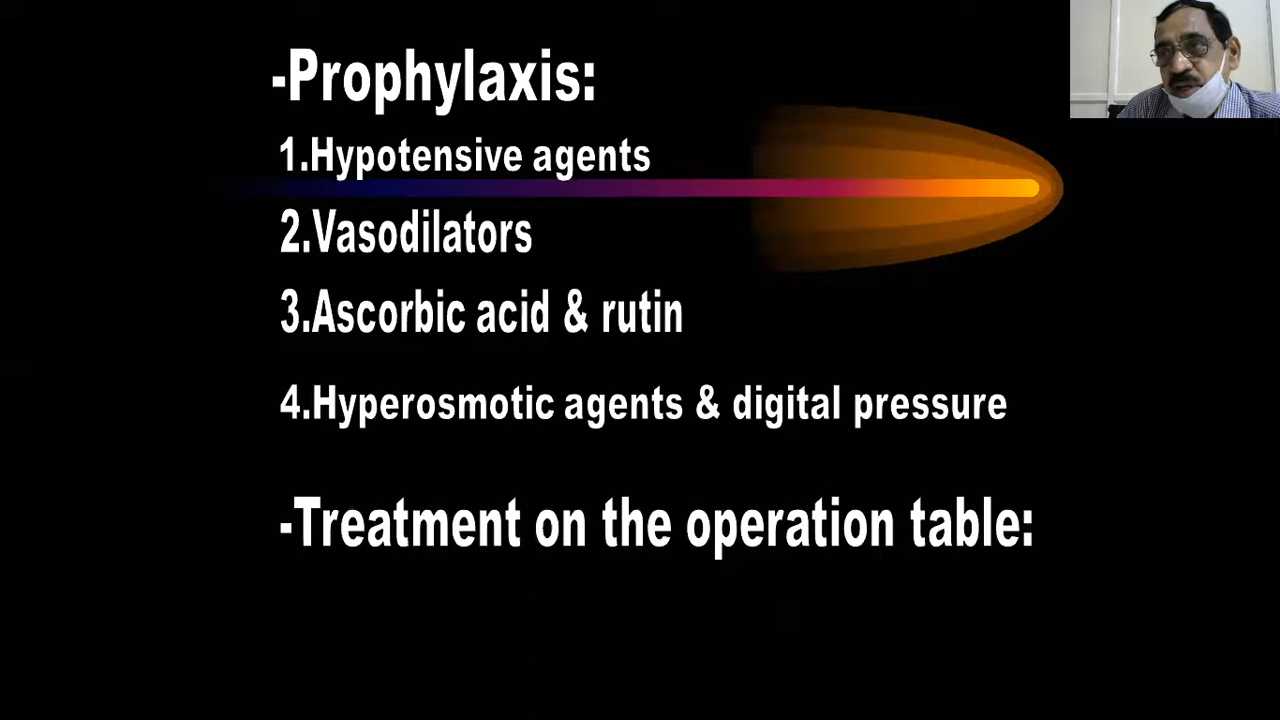 -Prophylaxis:
1.Hypotensive agents
2.Vasodilators
3.Ascorbic acid & rutin
4.Hyperosmotic agents & digital pressure
-Treatment on the operation table: